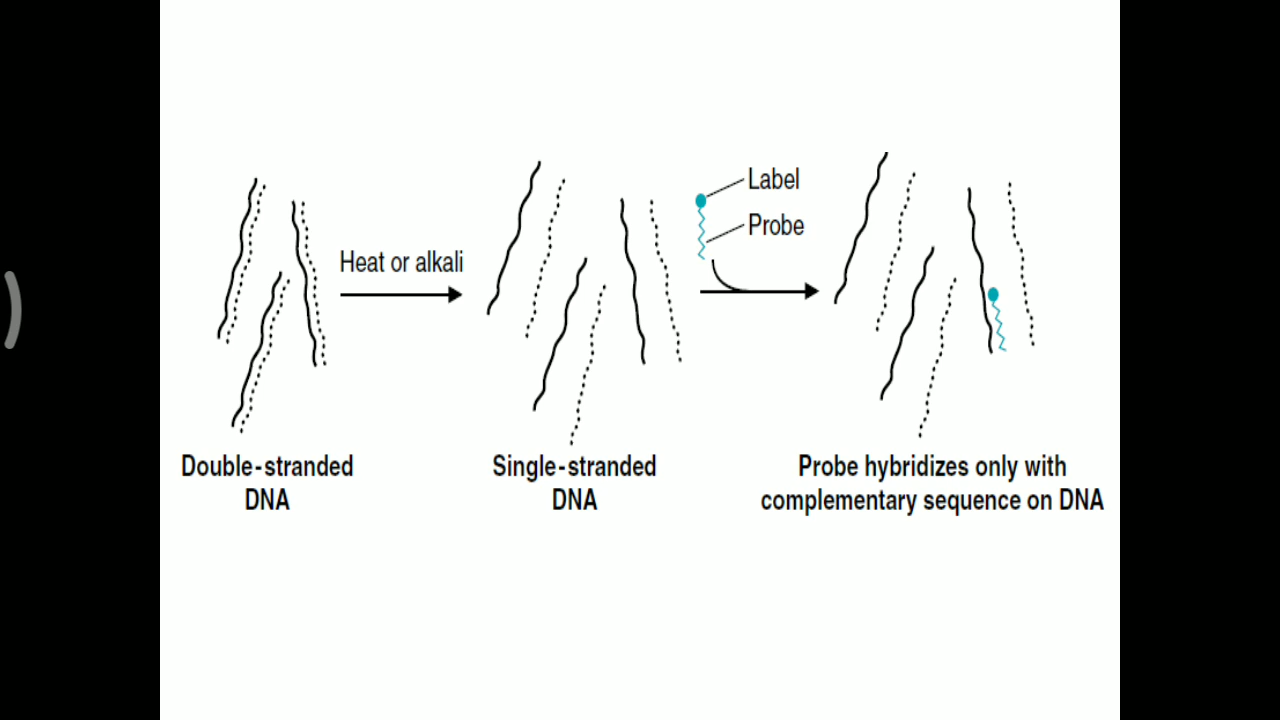 Label
Probe
Heat or alkali
Double-stranded
DNA
Single-stranded
DNA
Probe hybridizes only with
complementary sequence on DNA